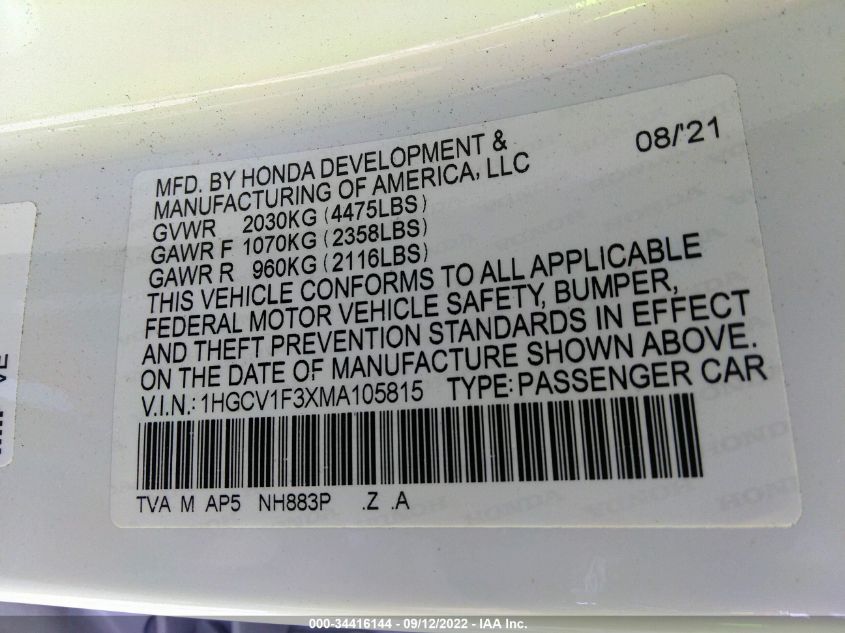 08/'21
MFD. BY HONDA DEVELOPMENT &
MANUFACTURING OF AMERICA, LLC
GVWR 2030KG (4475LBS)
GAWR F 1070KG (2358LBS)
GAWR R 960KG (2116LBS)
THIS VEHICLE CONFORMS TO ALL APPLICABLE
FEDERAL MOTOR VEHICLE SAFETY, BUMPER,
AND THEFT PREVENTION STANDARDS IN EFFECT
ON THE DATE OF MANUFACTURE SHOWN ABOVE.
V.I.N.: 1HGCV1F3XMA105815 TYPE: PASSENGER CAR
TVA M AP5 NH883P .Z .A
000-34416144 - 09/12/2022 - IAA Inc.